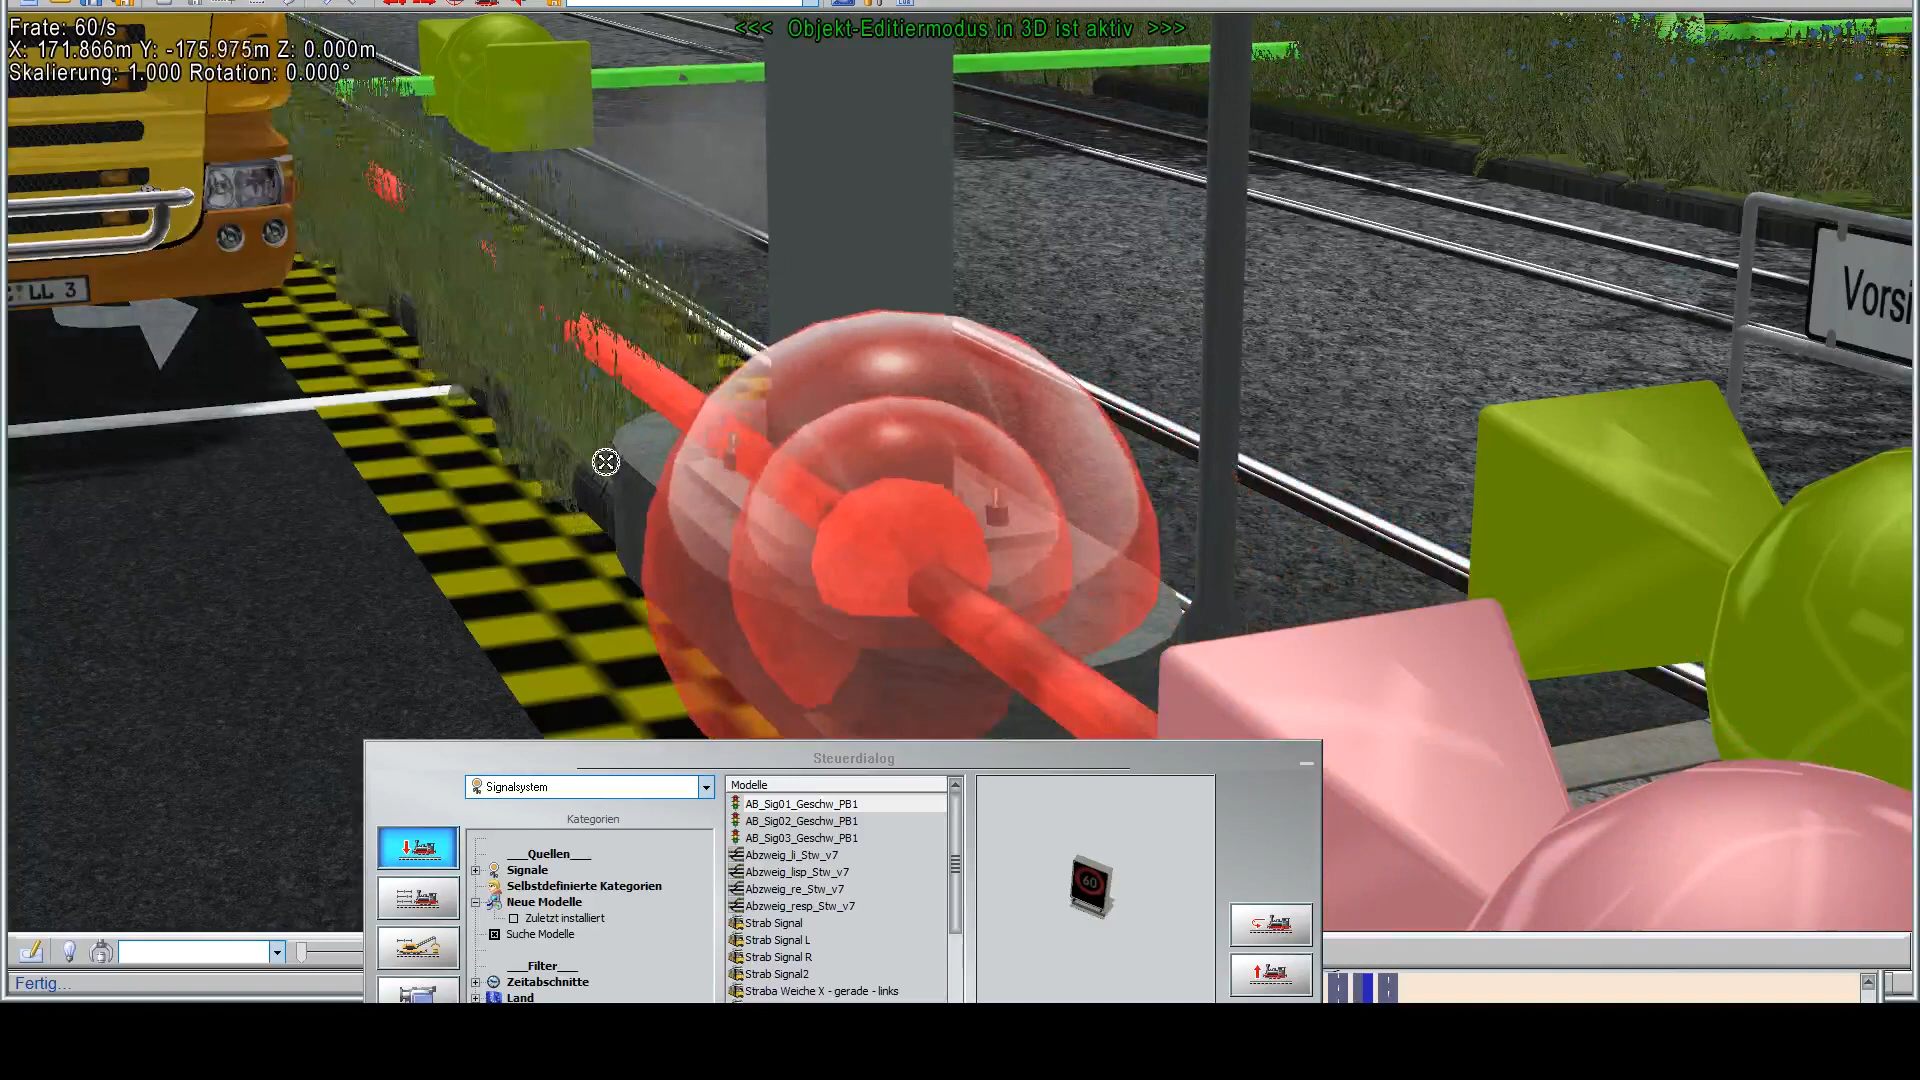 Frate: 60/s
X: 171.866m Y: -175.975m Z: 0.000m
Skalierung: 1.000 Rotation: 0.000°
<<< Objekt-Editiermodus in 3D ist aktiv >>>
LL 3
Vorsi
Steuerdialog
Signalsystem
Kategorien
___Quellen____
Signale
Selbstdefinierte Kategorien
Neue Modelle
Zuletzt installiert
Suche Modelle
___Filter____
Zeitabschnitte
Land
Modelle
AB_Sig01_Geschw_PB1
AB_Sig02_Geschw_PB1
AB_Sig03_Geschw_PB1
Abzweig_li_Stw_v7
Abzweig_lisp_Stw_v7
Abzweig_re_Stw_v7
Abzweig_resp_Stw_v7
Strab Signal
Strab Signal L
Strab Signal R
Strab Signal2
Straba Weiche X - gerade - links
60
Fertig...